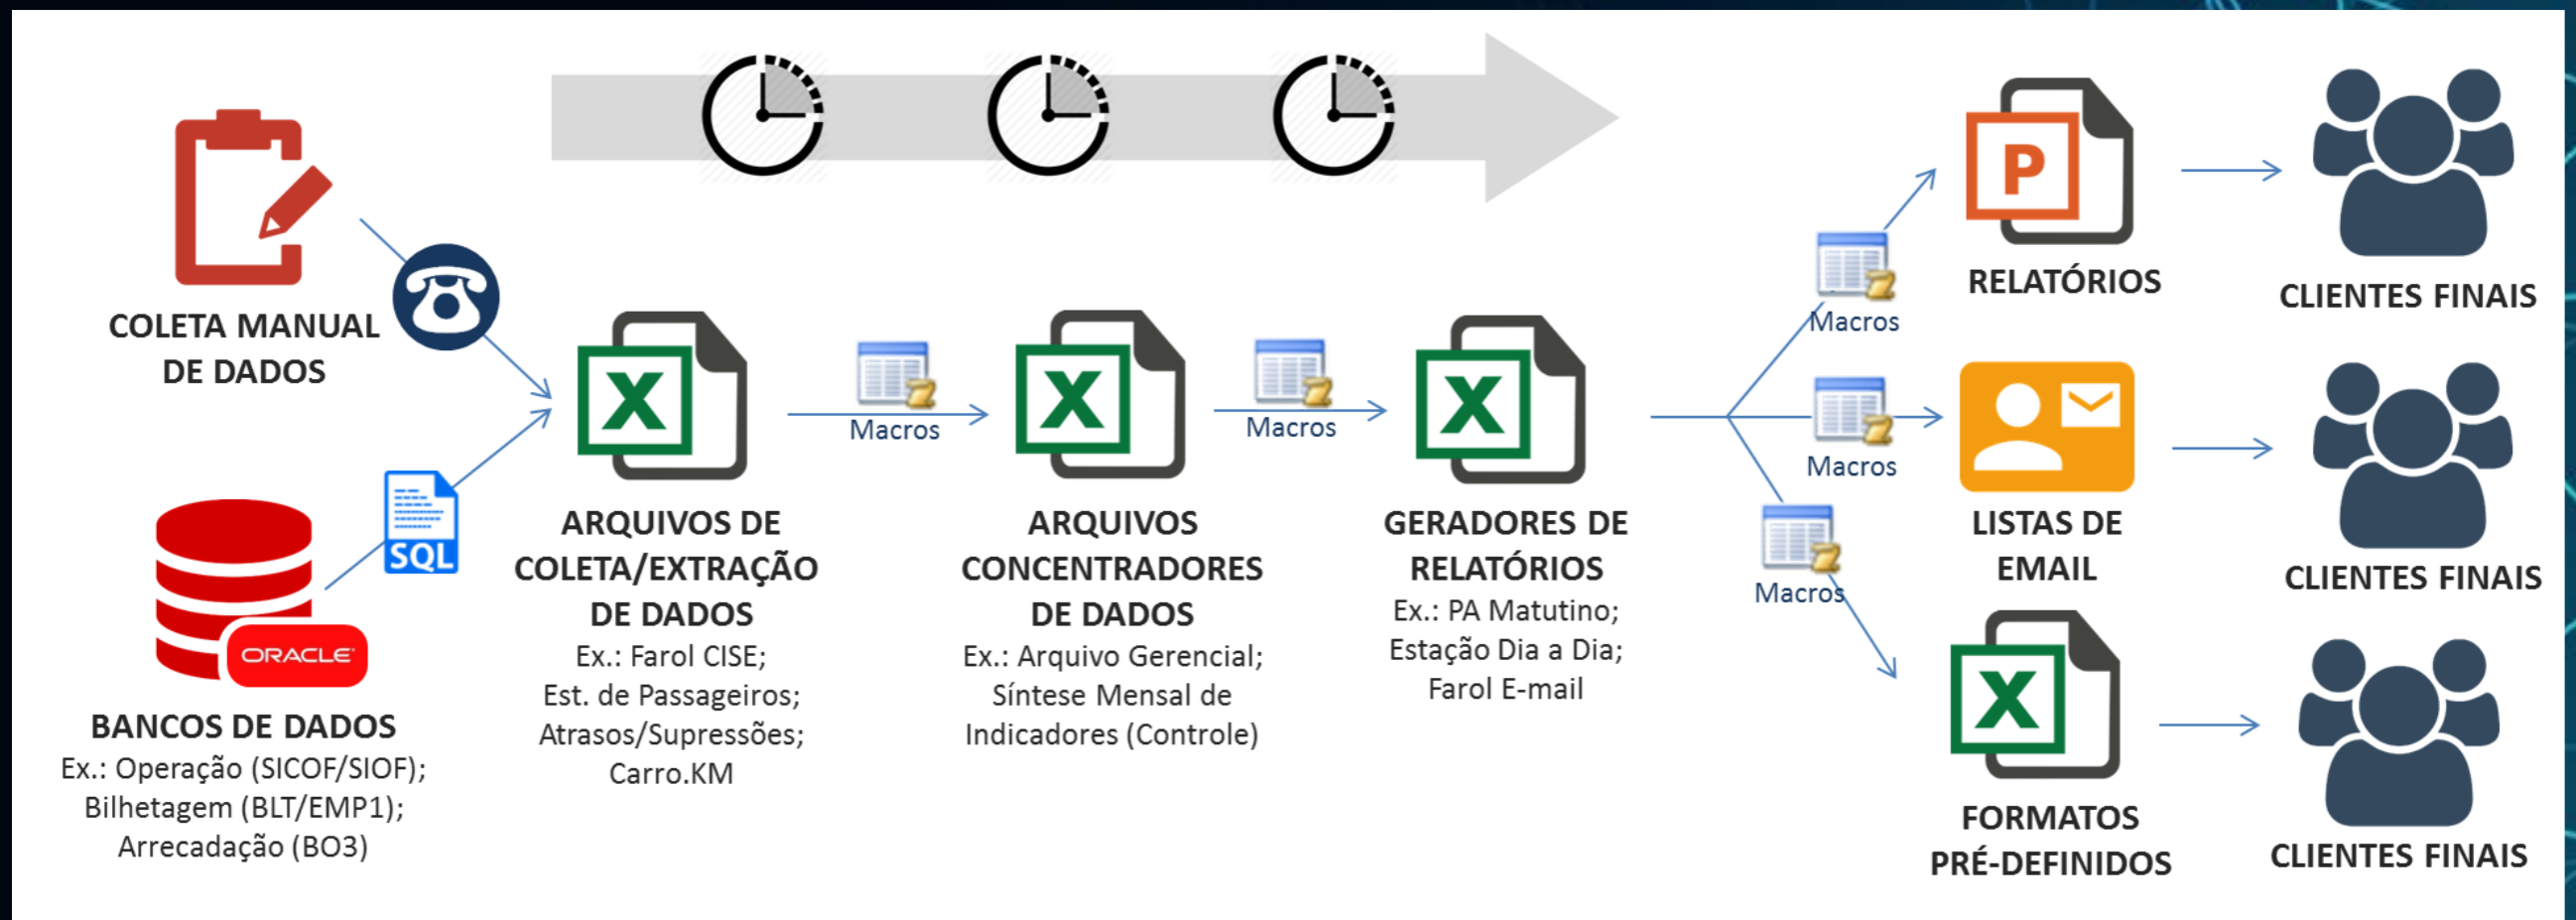 COLETA MANUAL
DE DADOS
SQL
ORACLE
BANCOS DE DADOS
Ex.: Operação (SICOF/SIOF);
Bilhetagem (BLT/EMP1);
Arrecadação (BO3)
X
ARQUIVOS DE
COLETA/EXTRAÇÃO
DE DADOS
Ex.: Farol CISE;
Est. de Passageiros;
Atrasos/Supressões;
Carro.KM
Macros
X
ARQUIVOS
CONCENTRADORES
DE DADOS
Ex.: Arquivo Gerencial;
Síntese Mensal de
Indicadores (Controle)
Macros
X
GERADORES DE
RELATÓRIOS
Ex.: PA Matutino;
Estação Dia a Dia;
Farol E-mail
Macros
P
RELATÓRIOS
CLIENTES FINAIS
Macros
LISTAS DE
EMAIL
CLIENTES FINAIS
Macros
X
FORMATOS
PRÉ-DEFINIDOS
CLIENTES FINAIS